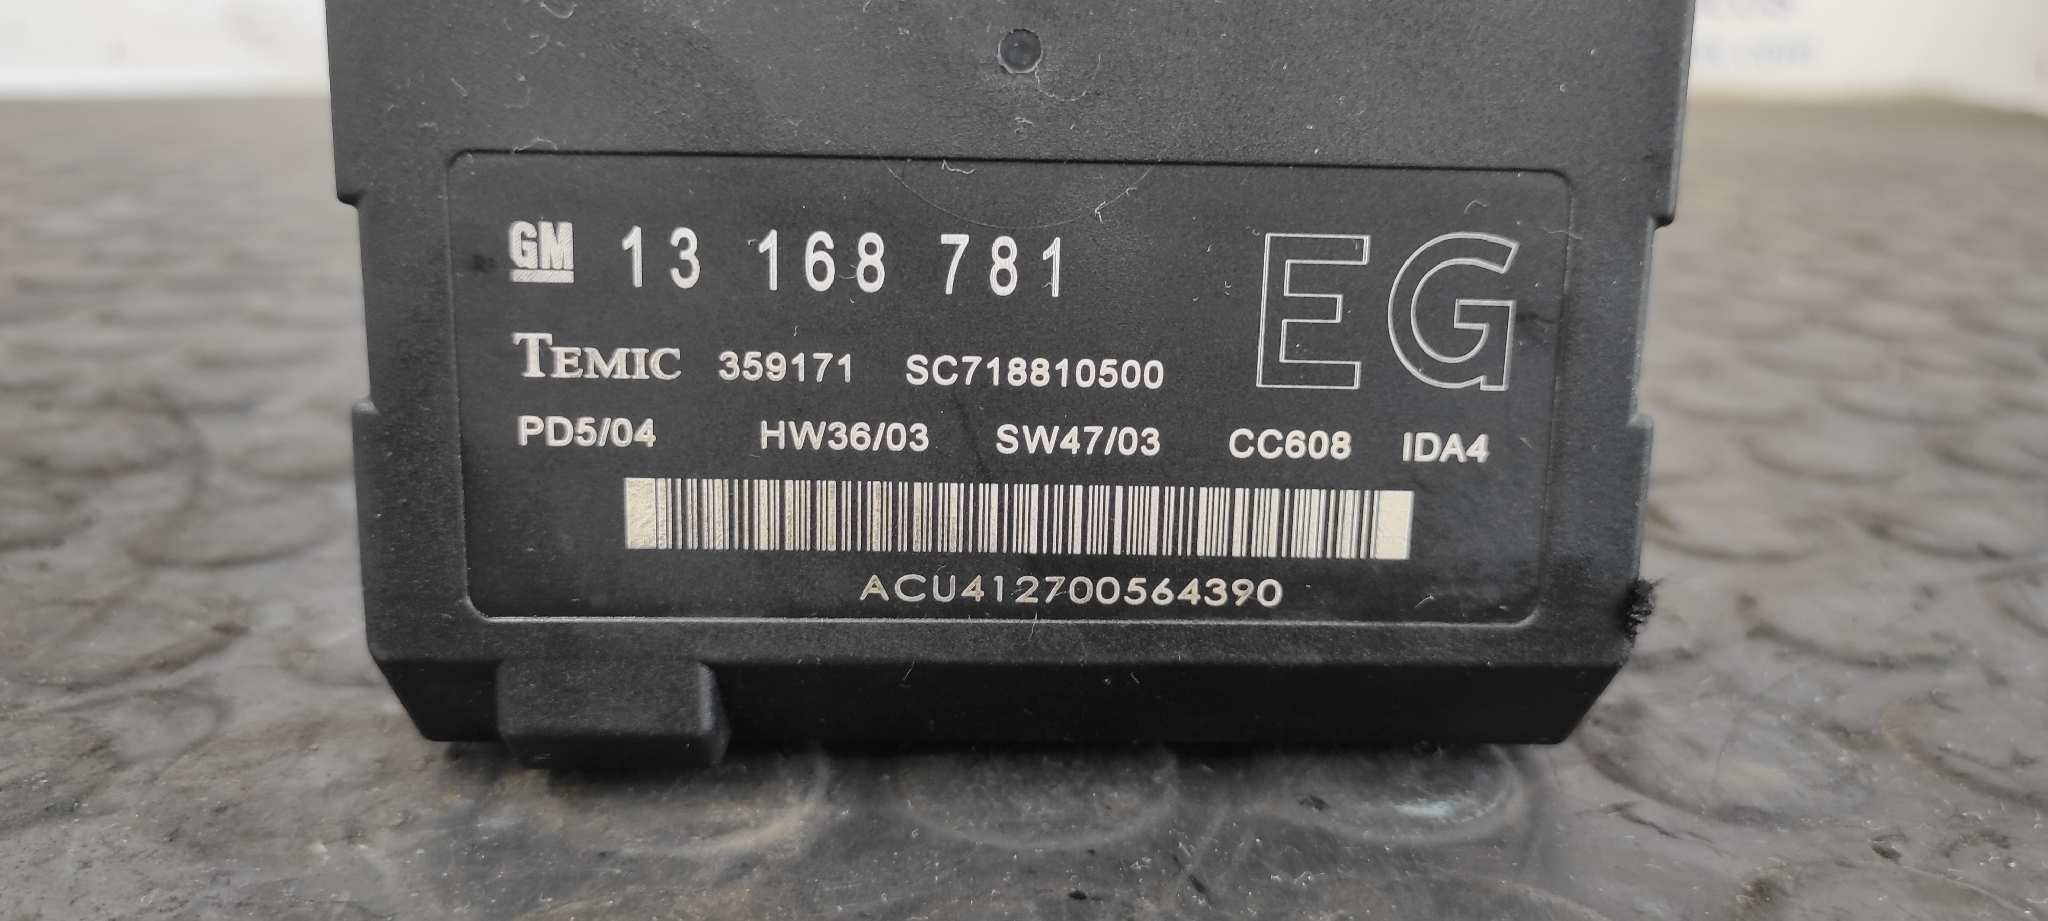 GM 13 168 781 EG
TEMIC 359171 SC718810500
PD5/04 HW36/03 SW47/03 CC608 IDA4
ACU412700564390